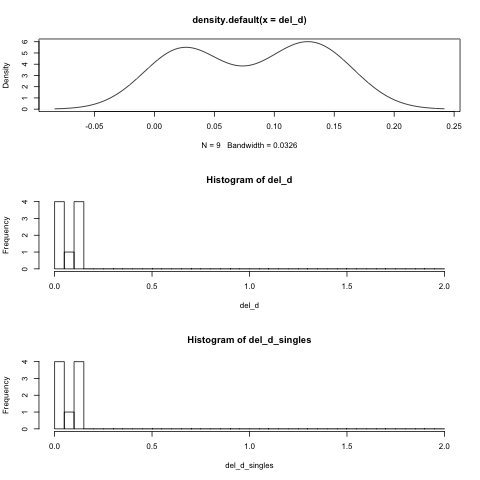 density.default(x = del_d)
Density
0 1 2 3 4 5 6
-0.05 0.00 0.05 0.10 0.15 0.20 0.25
N = 9 Bandwidth = 0.0326
Histogram of del_d
Frequency
0 1 2 3 4
0.0 0.5 1.0 1.5 2.0
del_d
Histogram of del_d_singles
Frequency
0 1 2 3 4
0.0 0.5 1.0 1.5 2.0
del_d_singles